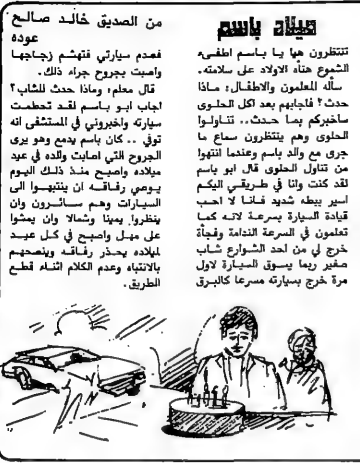 ميلاد باسم
من الصديق خالد صالح
عوده
تنتظرون هيا يا باسم اطفىء
الشموع هنأه الاولاد على سلامته.
سأله المعلمون والاطفال: ماذا
حدث؟ فاجابهم بعد اكل الحلوى
ساخبركم بما حدث.. تناولوا
الحلوى وهم ينتظرون سماع ما
جرى مع والد باسم وعندما انتهوا
من تناول الحلوى قال ابو باسم
لقد كنت وانا في طريقي اليكم
اسير ببطه شديد فانا لا احب
قيادة السيارة بسرعة لانه كما
تعلمون في السرعة الندامة وفجأة
خرج لي من احد الشوارع شاب
صغير ربما يسوق السيارة لاول
مرة خرج بسيارته مسرعا كالبرق
فصدم سيارتي فتهشم زجاجها
واصبت بجروح جراء ذلك.
قال معلم: وماذا حدث للشاب؟
اجاب ابو باسم لقد تحطمت
سيارته واخبروني في المستشفى انه
توفي.. كان باسم يدمع وهو يرى
الجروح التي اصابت والده في عيد
ميلاده واصبح منذ ذلك اليوم
يوصي رفاقه ان ينتبهوا الى
السيارات وهم سائرون وان
ينظروا يمينا وشمالا وان يمشوا
على مهل واصبح في كل عيد
لميلاده يحذر رفاقه وينصحهم
بالانتباه وعدم الكلام اثناء قطع
الطريق.